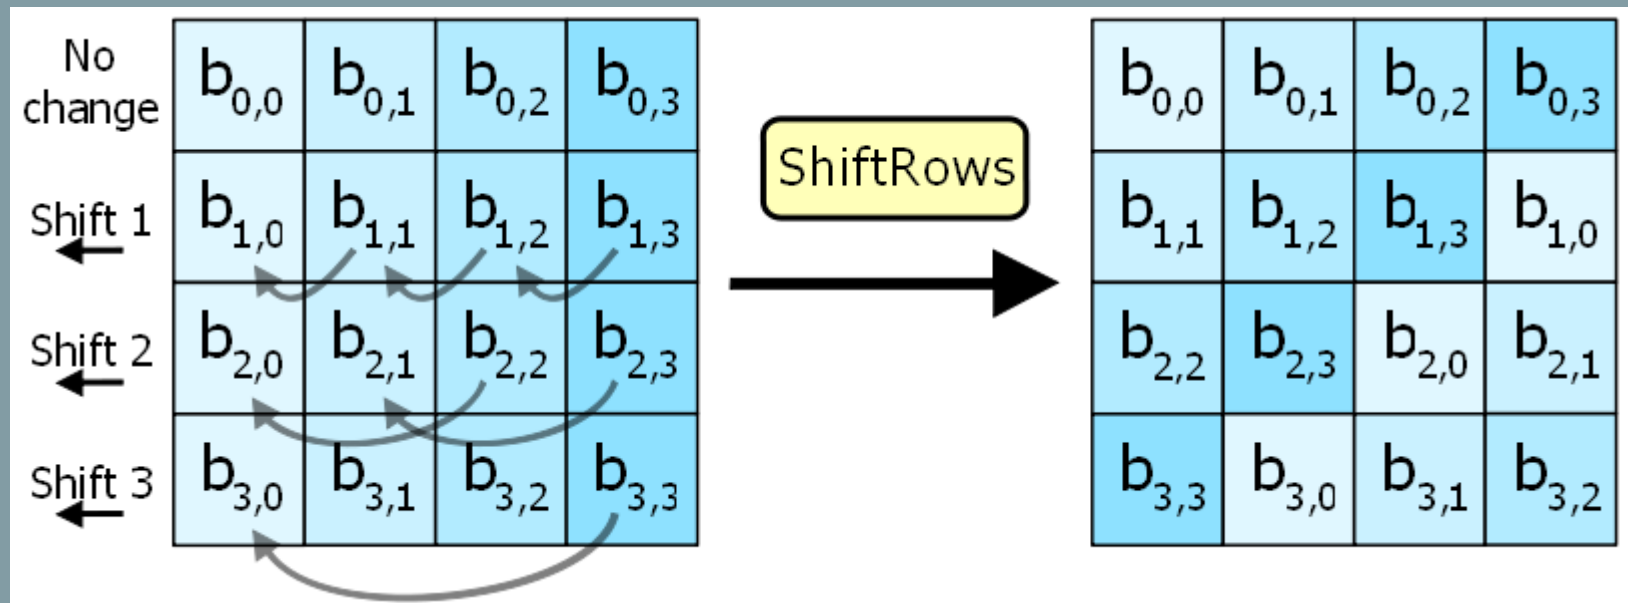 No change b0,0 b0,1 b0,2 b0,3
Shift 1 b1,0 b1,1 b1,2 b1,3
Shift 2 b2,0 b2,1 b2,2 b2,3
Shift 3 b3,0 b3,1 b3,2 b3,3
ShiftRows
b0,0 b0,1 b0,2 b0,3
b1,1 b1,2 b1,3 b1,0
b2,2 b2,3 b2,0 b2,1
b3,3 b3,0 b3,1 b3,2